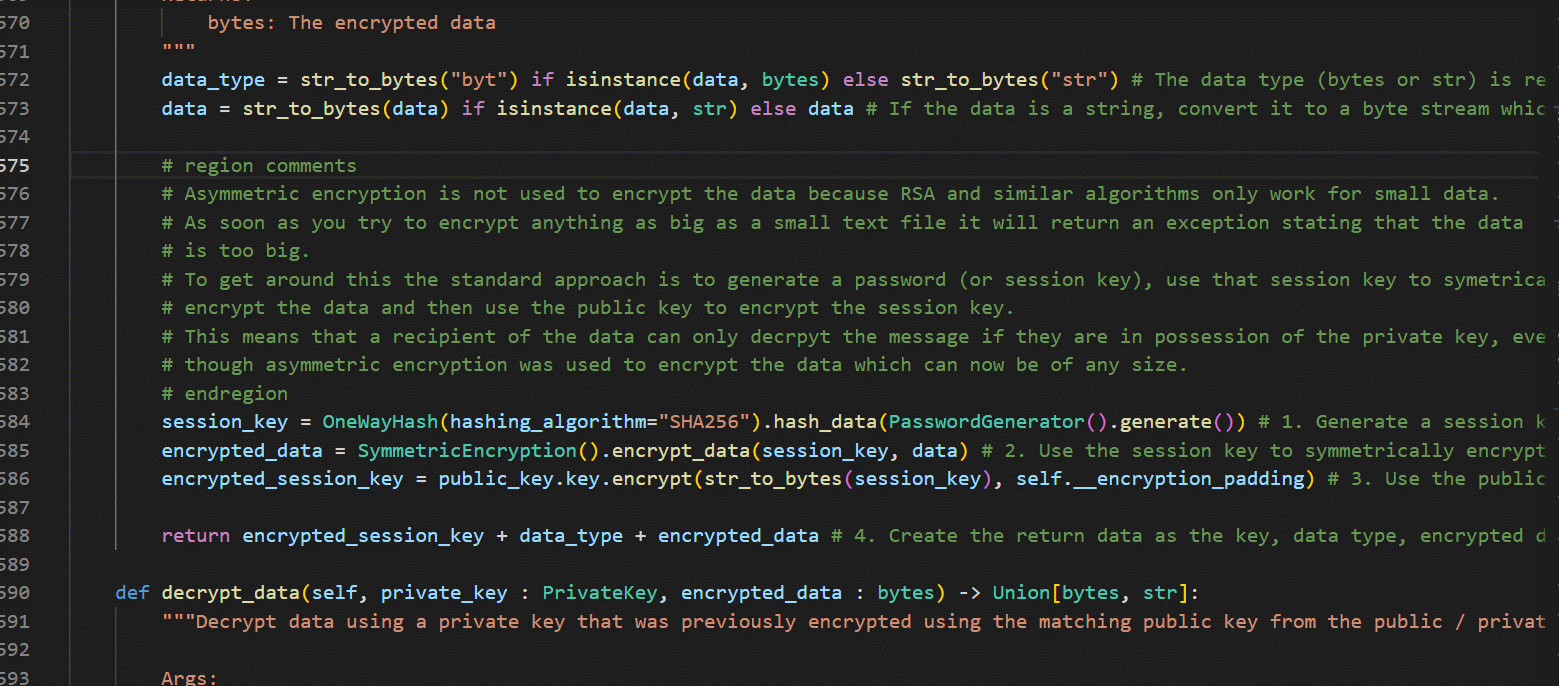 570 bytes: The encrypted data
571 """
572 data_type = str_to_bytes("byt") if isinstance(data, bytes) else str_to_bytes("str") # The data type (bytes or str) is re
573 data = str_to_bytes(data) if isinstance(data, str) else data # If the data is a string, convert it to a byte stream whic
574
575 # region comments
576 # Asymmetric encryption is not used to encrypt the data because RSA and similar algorithms only work for small data.
577 # As soon as you try to encrypt anything as big as a small text file it will return an exception stating that the data
578 # is too big.
579 # To get around this the standard approach is to generate a password (or session key), use that session key to symetrica
580 # encrypt the data and then use the public key to encrypt the session key.
581 # This means that a recipient of the data can only decrpyt the message if they are in possession of the private key, eve
582 # though asymmetric encryption was used to encrypt the data which can now be of any size.
583 # endregion
584 session_key = OneWayHash(hashing_algorithm="SHA256").hash_data(PasswordGenerator().generate()) # 1. Generate a session k
585 encrypted_data = SymmetricEncryption().encrypt_data(session_key, data) # 2. Use the session key to symmetrically encrypt
586 encrypted_session_key = public_key.key.encrypt(str_to_bytes(session_key), self.__encryption_padding) # 3. Use the public
587
588 return encrypted_session_key + data_type + encrypted_data # 4. Create the return data as the key, data type, encrypted d
589
590 def decrypt_data(self, private_key : PrivateKey, encrypted_data : bytes) -> Union[bytes, str]:
591 """Decrypt data using a private key that was previously encrypted using the matching public key from the public / privat
592
593 Args: